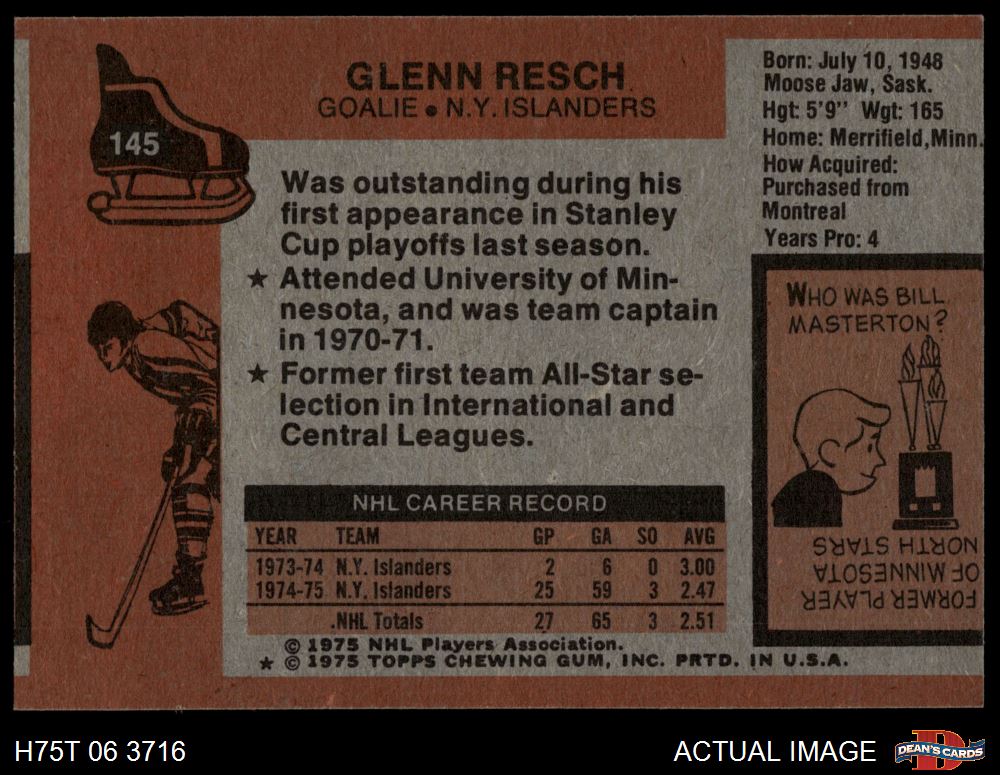 145
GLENN RESCH
GOALIE • N.Y. ISLANDERS
Was outstanding during his
first appearance in Stanley
Cup playoffs last season.
★ Attended University of Min-
nesota, and was team captain
in 1970-71.
★ Former first team All-Star se-
lection in International and
Central Leagues.
NHL CAREER RECORD
YEAR TEAM GP GA SO AVG
1973-74 N.Y. Islanders 2 6 0 3.00
1974-75 N.Y. Islanders 25 59 3 2.47
.NHL Totals 27 65 3 2.51
© 1975 NHL Players Association.
★ © 1975 TOPPS CHEWING GUM, INC. PRTD. IN U.S.A.
Born: July 10, 1948
Moose Jaw, Sask.
Hgt: 5'9" Wgt: 165
Home: Merrifield, Minn.
How Acquired:
Purchased from
Montreal
Years Pro: 4
WHO WAS BILL
MASTERTON?
FORMER PLAYER
OF MINNESOTA
NORTH STARS
H75T 06 3716
ACTUAL IMAGE
DEAN'S CARDS